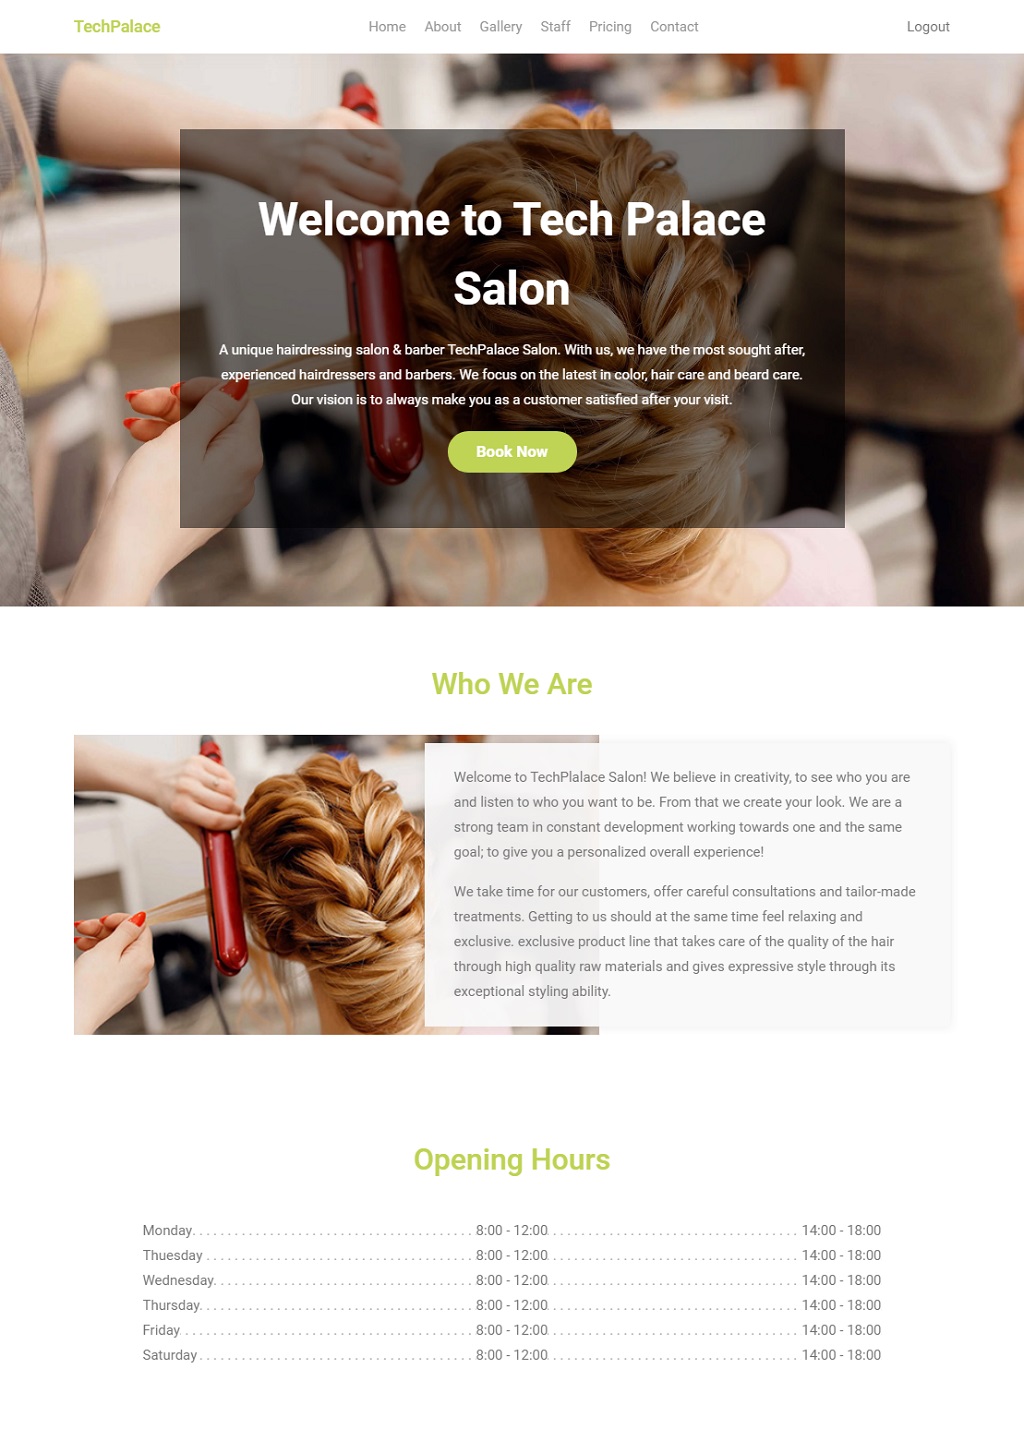 TechPalace Home About Gallery Staff Pricing Contact Logout
Welcome to Tech Palace
Salon
A unique hairdressing salon & barber TechPalace Salon. With us, we have the most sought after,
experienced hairdressers and barbers. We focus on the latest in color, hair care and beard care.
Our vision is to always make you as a customer satisfied after your visit.
Book Now
Who We Are
Welcome to TechPlalace Salon! We believe in creativity, to see who you are
and listen to who you want to be. From that we create your look. We are a
strong team in constant development working towards one and the same
goal; to give you a personalized overall experience!
We take time for our customers, offer careful consultations and tailor-made
treatments. Getting to us should at the same time feel relaxing and
exclusive. exclusive product line that takes care of the quality of the hair
through high quality raw materials and gives expressive style through its
exceptional styling ability.
Opening Hours
Monday 8:00 - 12:00 14:00 - 18:00
Thuesday 8:00 - 12:00 14:00 - 18:00
Wednesday 8:00 - 12:00 14:00 - 18:00
Thursday 8:00 - 12:00 14:00 - 18:00
Friday 8:00 - 12:00 14:00 - 18:00
Saturday 8:00 - 12:00 14:00 - 18:00